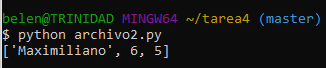 belen@TRINIDAD MINGW64 ~/tarea4 (master)
$ python archivo2.py
['Maximiliano', 6, 5]